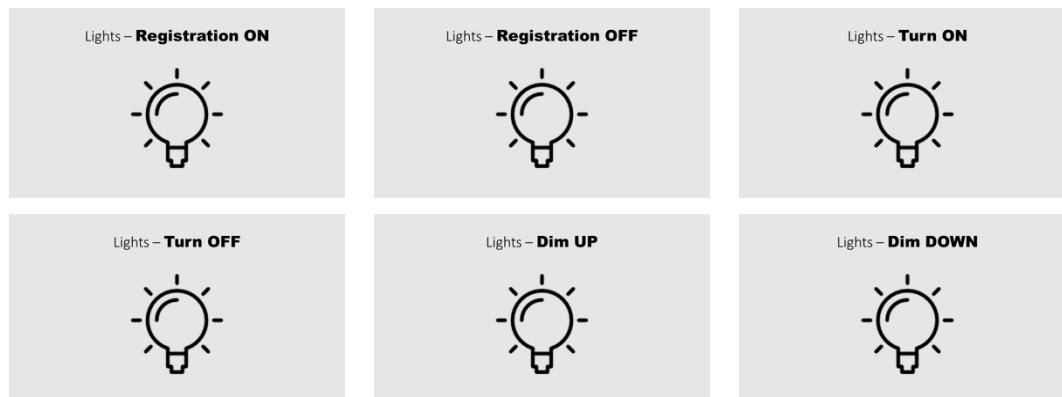 Lights – Registration ON
Lights – Registration OFF
Lights – Turn ON
Lights – Turn OFF
Lights – Dim UP
Lights – Dim DOWN